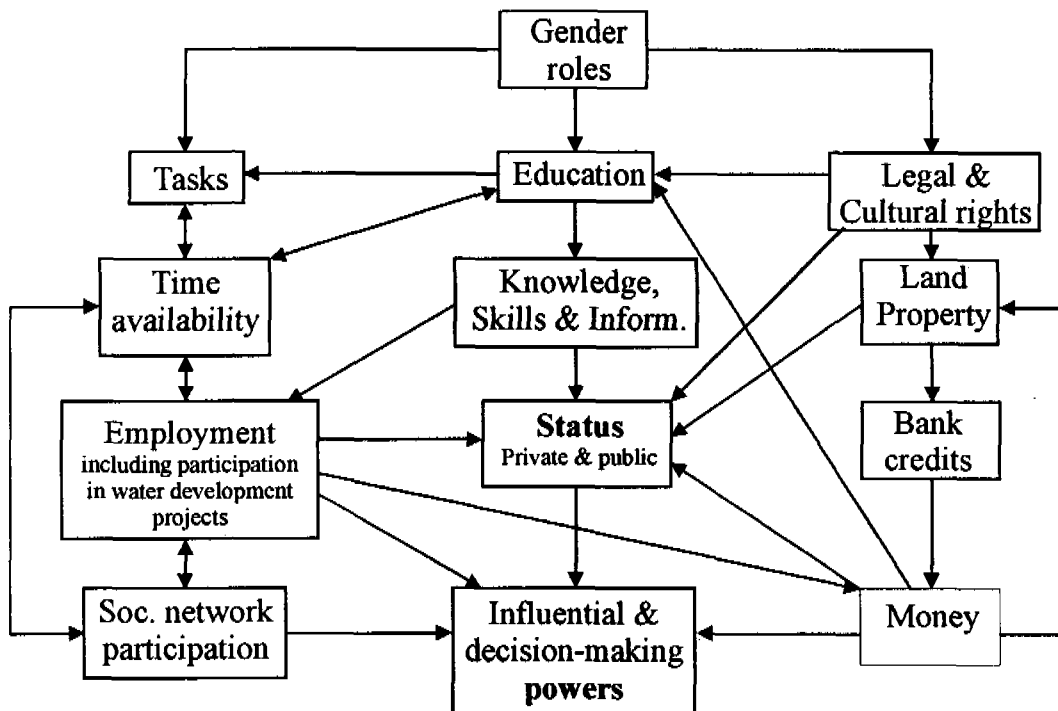 Gender
roles
Tasks
Education
Legal &
Cultural rights
Time
availability
Knowledge,
Skills & Inform.
Land
Property
Employment
including participation
in water development
projects
Status
Private & public
Bank
credits
Soc. network
participation
Influential &
decision-making
powers
Money